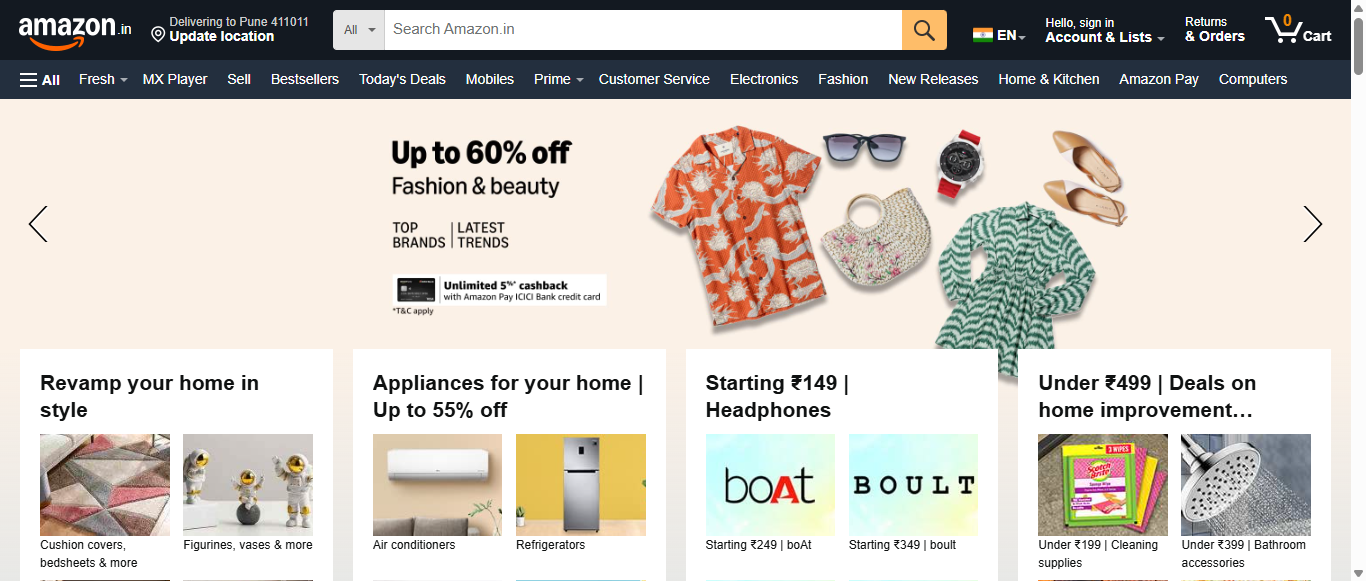 amazon.in
Delivering to Pune 411011
Update location
All
Search Amazon.in
EN
Hello, sign in
Account & Lists
Returns
& Orders
0
Cart
All Fresh MX Player Sell Bestsellers Today's Deals Mobiles Prime Customer Service Electronics Fashion New Releases Home & Kitchen Amazon Pay Computers
Up to 60% off
Fashion & beauty
TOP BRANDS | LATEST TRENDS
Unlimited 5%* cashback
with Amazon Pay ICICI Bank credit card
*T&C apply
Revamp your home in
style
Cushion covers,
bedsheets & more
Figurines, vases & more
Appliances for your home |
Up to 55% off
Air conditioners
Refrigerators
Starting ₹149 |
Headphones
boAt
BOULT
Starting ₹249 | boAt
Starting ₹349 | boult
Under ₹499 | Deals on
home improvement…
3 WIPES
Scotch
Brite
Under ₹199 | Cleaning
supplies
Under ₹399 | Bathroom
accessories